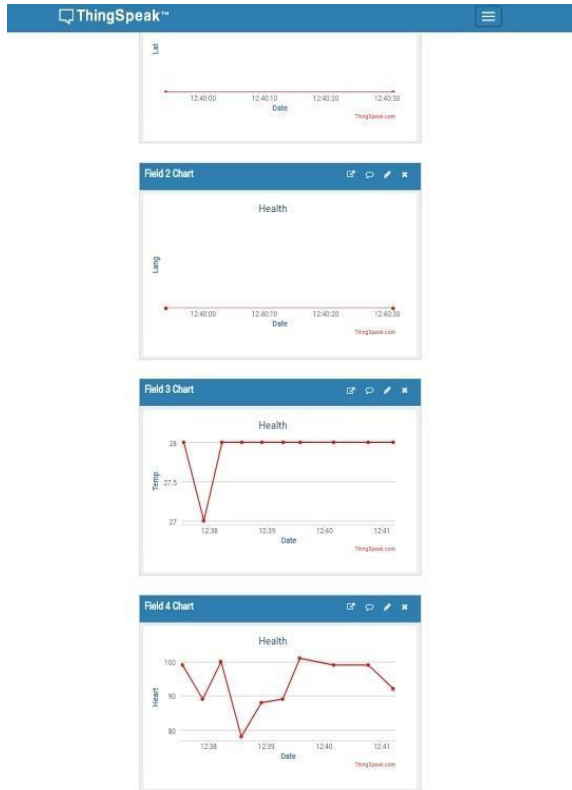 ThingSpeak™
Lat
12:40:00 12:40:10 12:40:20 12:40:30
Date
ThingSpeak.com
Field 2 Chart
Health
Lang
12:40:00 12:40:10 12:40:20 12:40:30
Date
ThingSpeak.com
Field 3 Chart
Health
Temp
28
27.5
27
12:38 12:39 12:40 12:41
Date
ThingSpeak.com
Field 4 Chart
Health
Heart
100
90
80
12:38 12:39 12:40 12:41
Date
ThingSpeak.com